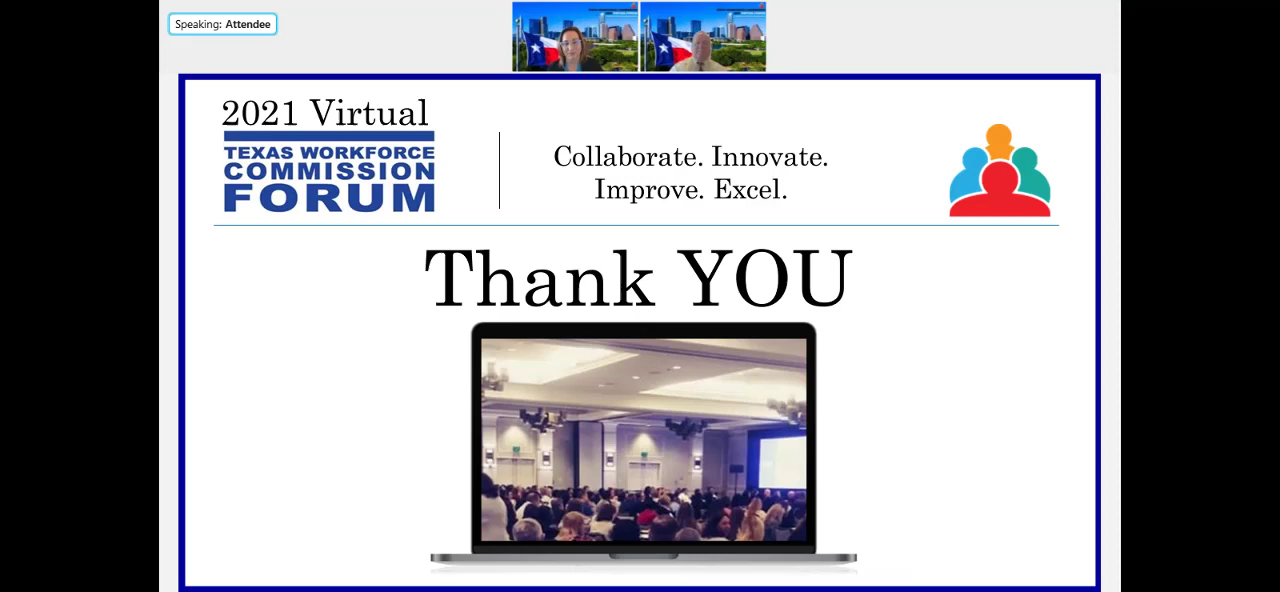 Speaking: Attendee
2021 Virtual
TEXAS WORKFORCE
COMMISSION
FORUM
Collaborate. Innovate.
Improve. Excel.
Thank YOU